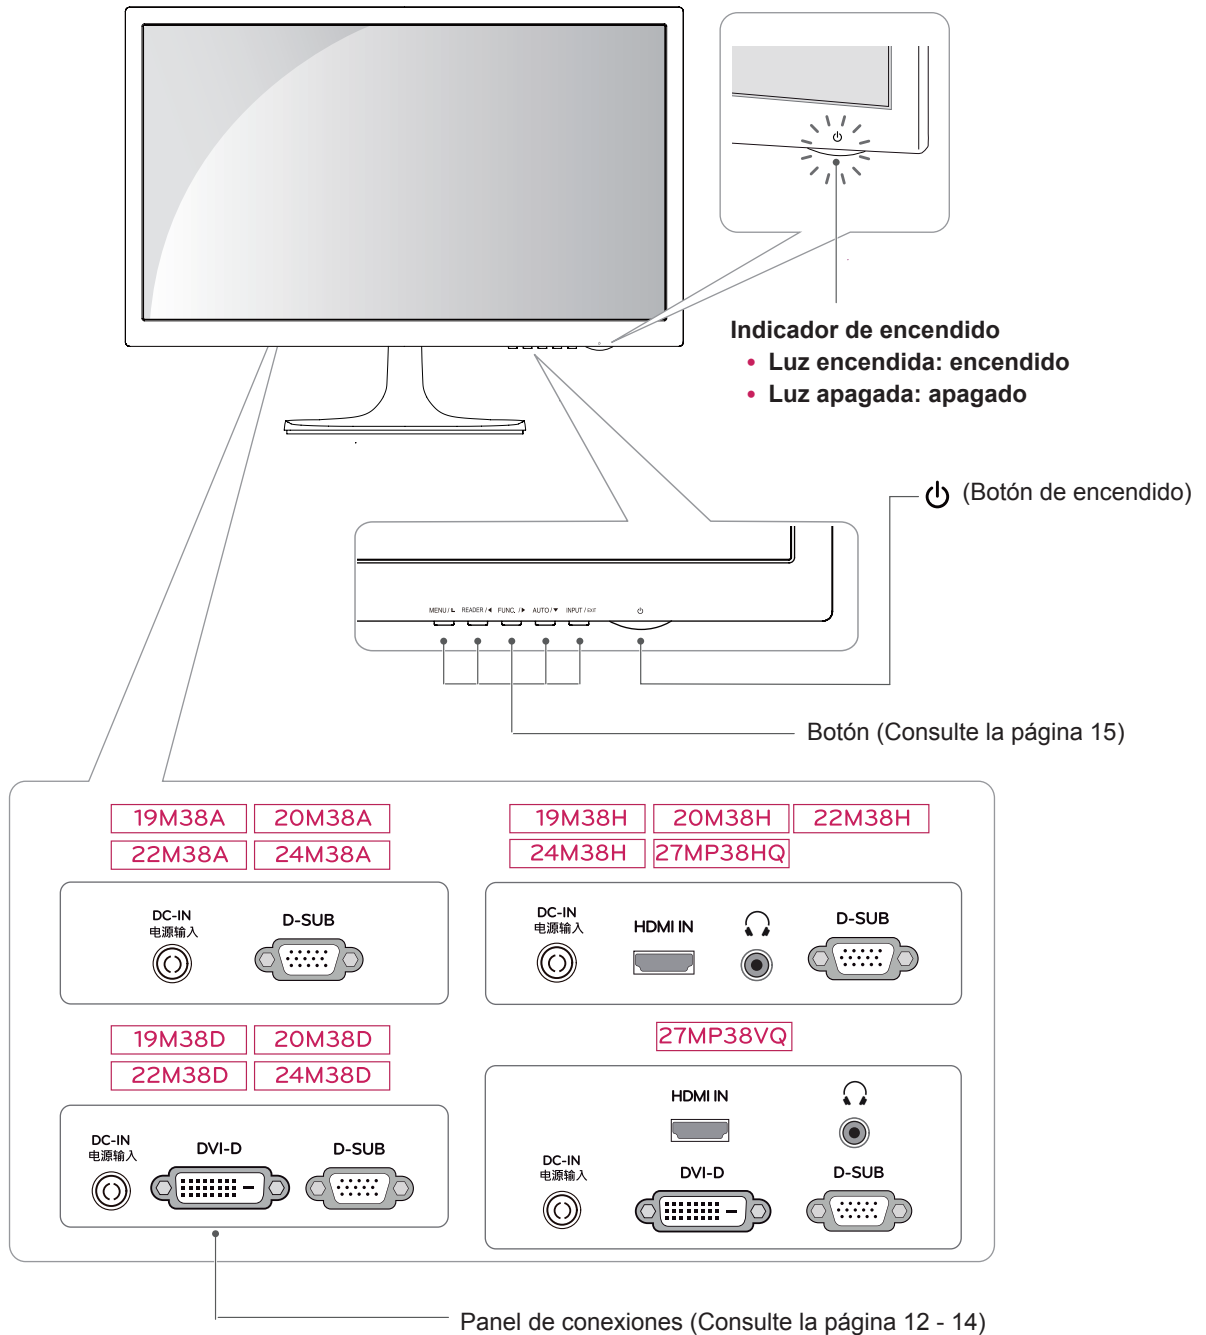 Indicador de encendido
• Luz encendida: encendido
• Luz apagada: apagado
(Botón de encendido)
MENU / READER / ◀ FUNC. / ▶ AUTO / ▼ INPUT / EXIT
Botón (Consulte la página 15)
19M38A 20M38A
22M38A 24M38A
DC-IN
电源输入
D-SUB
19M38H 20M38H 22M38H
24M38H 27MP38HQ
DC-IN
电源输入
HDMI IN
D-SUB
19M38D 20M38D
22M38D 24M38D
DC-IN
电源输入
DVI-D
D-SUB
27MP38VQ
HDMI IN
DC-IN
电源输入
DVI-D
D-SUB
Panel de conexiones (Consulte la página 12 - 14)